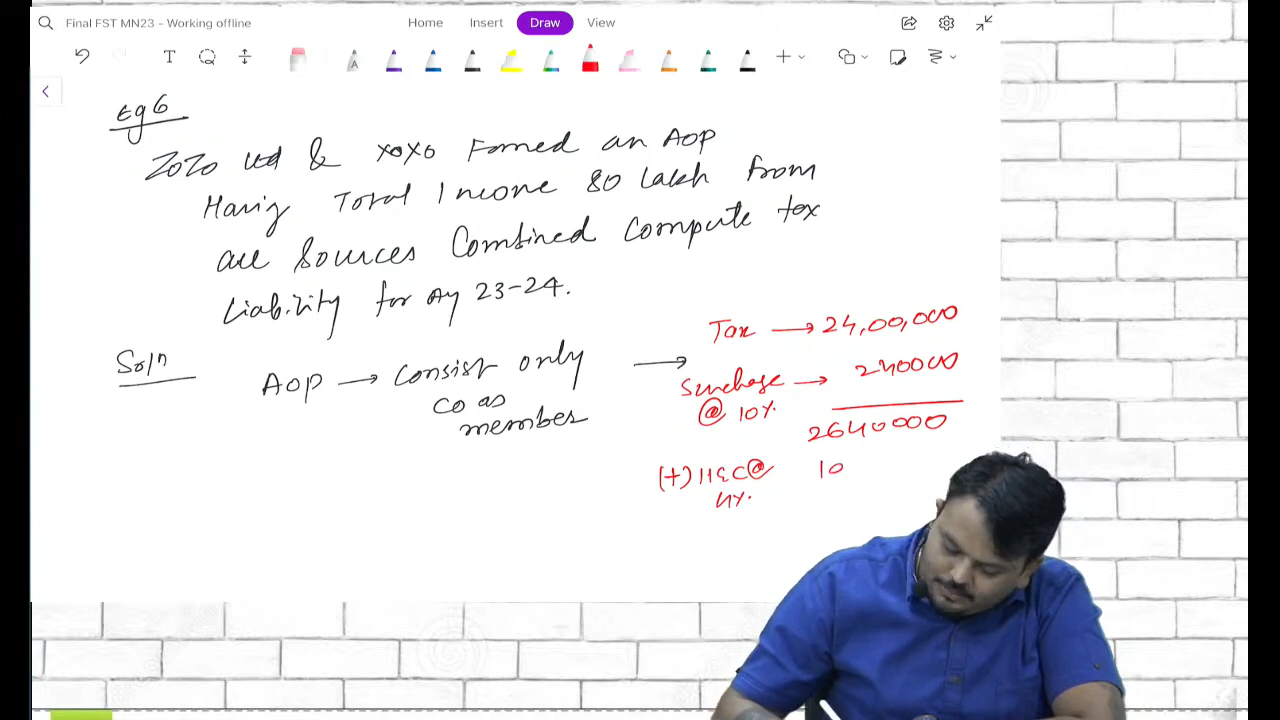 Final FST MN23 - Working offline
Home Insert Draw View
T
A
Eg 6
ZOZO Ltd & XOXO Formed an AOP
Having Total Income 80 Lakh from
all Sources Combined Compute tax
Liability for Ay 23-24.
Sol/n
AOP → Consist only
Co as
member
→
Tax → 24,00,000
Surcharge → 240000
@ 10%.
2640000
(+) HEC@ 10
4%.